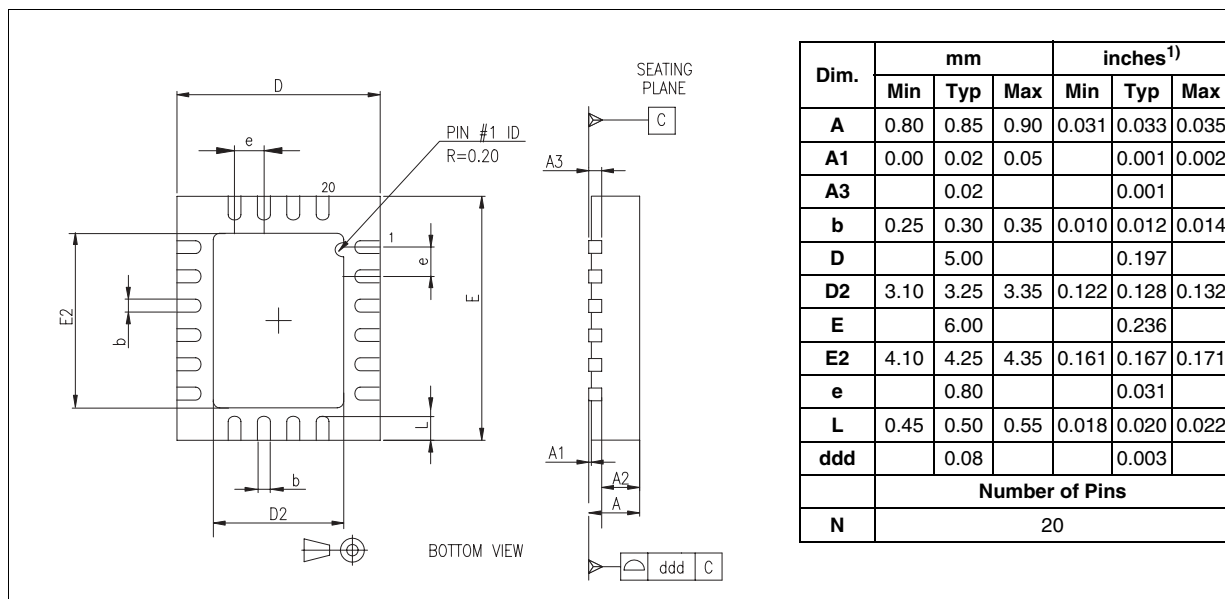 D
e
PIN #1 ID
R=0.20
20
1
e
E2
b
E
L
b
D2
BOTTOM VIEW
SEATING
PLANE
C
A3
A1
A2
A
ddd C
Dim. mm inches1)
Min Typ Max Min Typ Max
A 0.80 0.85 0.90 0.031 0.033 0.035
A1 0.00 0.02 0.05 0.001 0.002
A3 0.02 0.001
b 0.25 0.30 0.35 0.010 0.012 0.014
D 5.00 0.197
D2 3.10 3.25 3.35 0.122 0.128 0.132
E 6.00 0.236
E2 4.10 4.25 4.35 0.161 0.167 0.171
e 0.80 0.031
L 0.45 0.50 0.55 0.018 0.020 0.022
ddd 0.08 0.003
Number of Pins
N 20